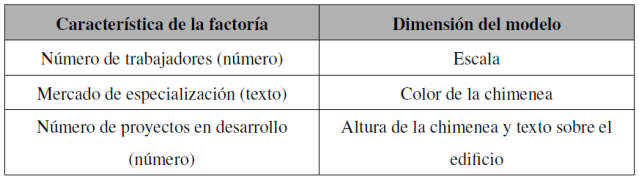 Característica de la factoría Dimensión del modelo
Número de trabajadores (número) Escala
Mercado de especialización (texto) Color de la chimenea
Número de proyectos en desarrollo (número) Altura de la chimenea y texto sobre el edificio